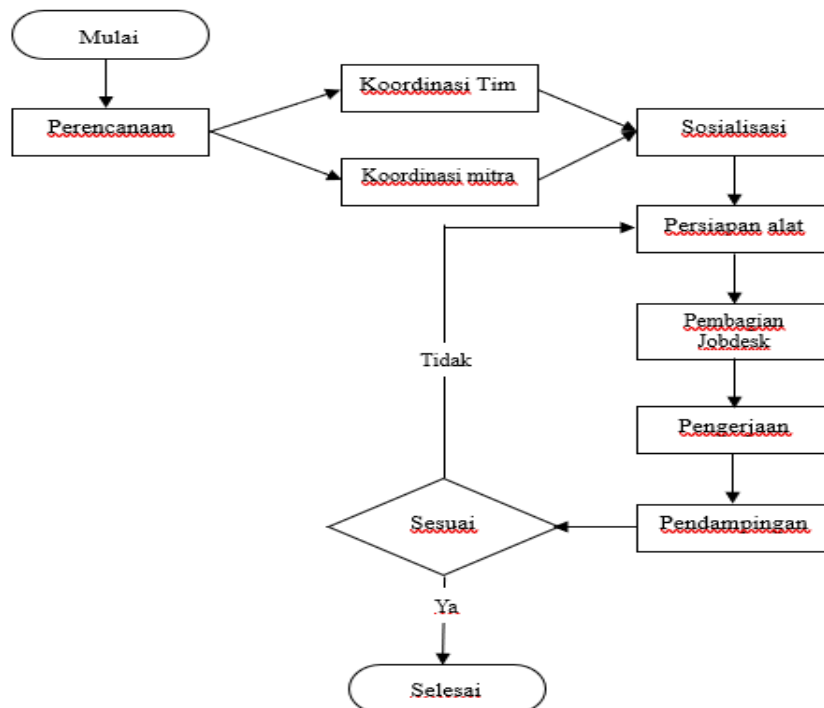 Mulai
Perencanaan
Koordinasi Tim
Koordinasi mitra
Sosialisasi
Persiapan alat
Pembagian
Jobdesk
Pengerjaan
Pendampingan
Sesuai
Tidak
Ya
Selesai